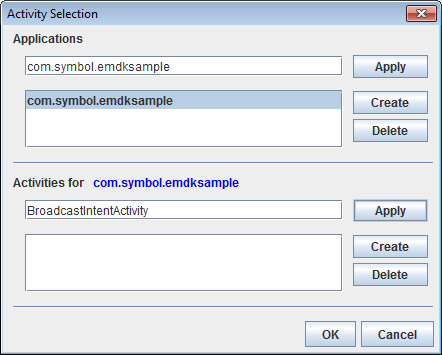 Activity Selection
Applications
com.symbol.emdksample
Apply
com.symbol.emdksample
Create
Delete
Activities for com.symbol.emdksample
BroadcastIntentActivity
Apply
Create
Delete
OK
Cancel